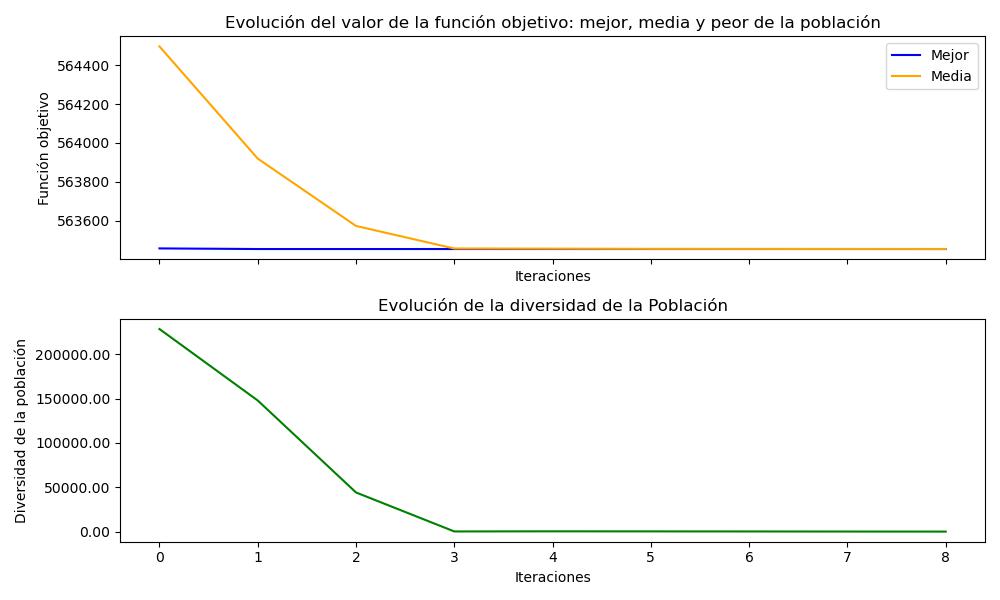 Evolución del valor de la función objetivo: mejor, media y peor de la población
Mejor
Media
564400
564200
564000
563800
563600
Función objetivo
Iteraciones
Evolución de la diversidad de la Población
200000.00
150000.00
100000.00
50000.00
0.00
Diversidad de la población
0 1 2 3 4 5 6 7 8
Iteraciones